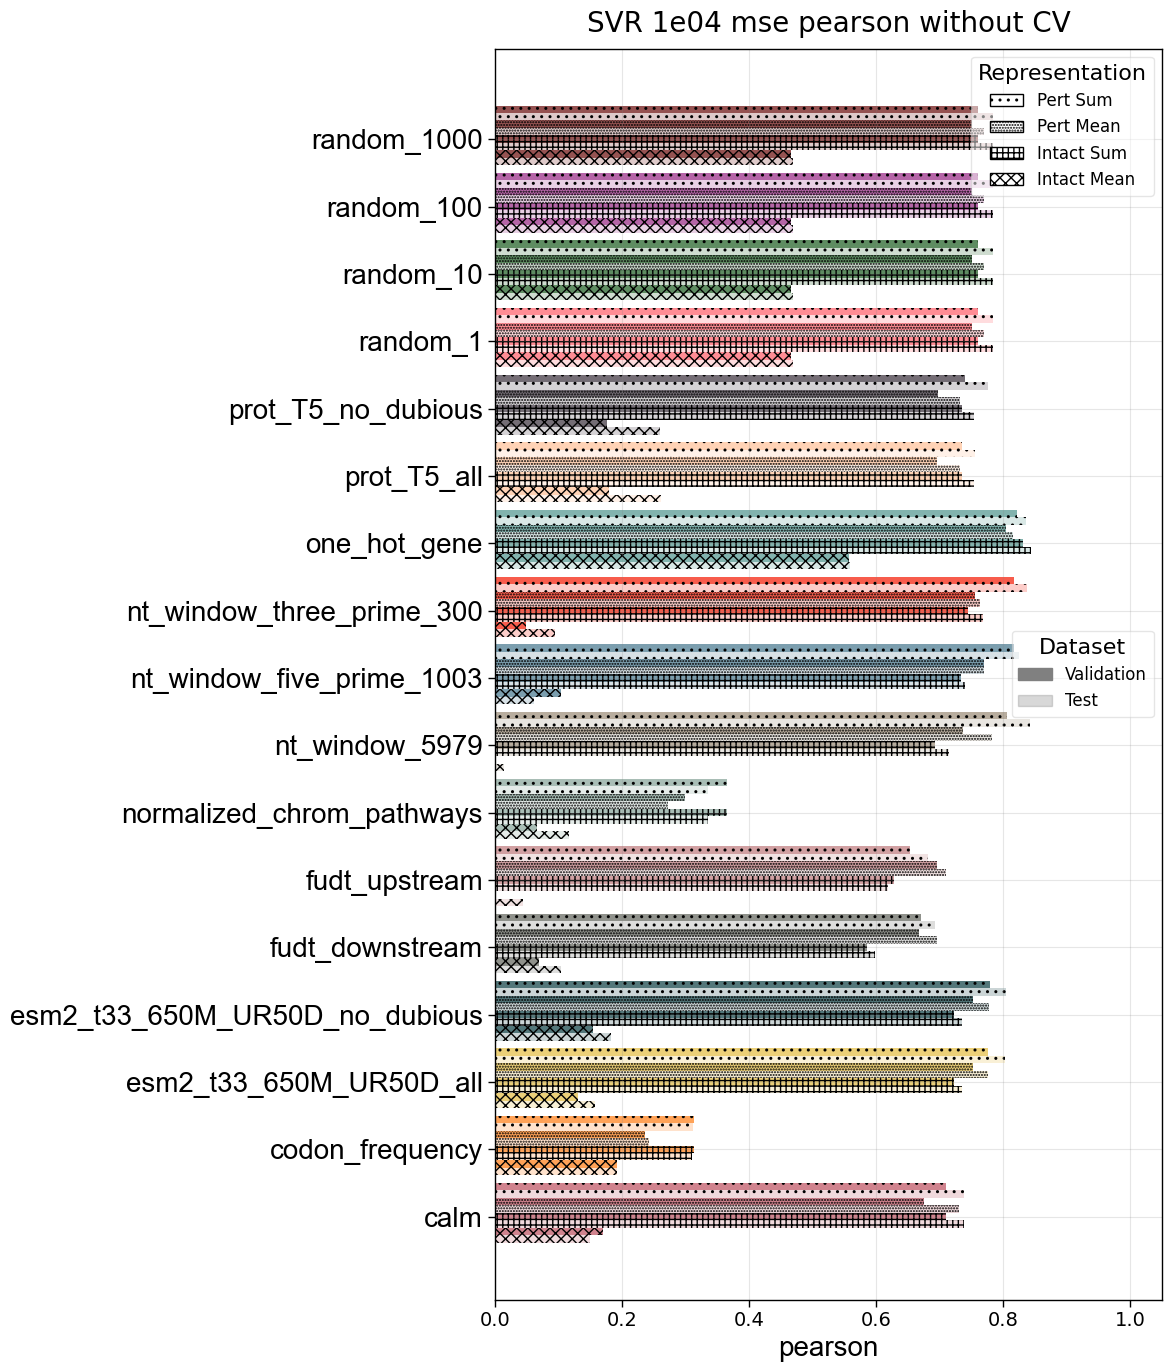 SVR 1e04 mse pearson without CV
Representation
Pert Sum
Pert Mean
Intact Sum
Intact Mean
random_1000
random_100
random_10
random_1
prot_T5_no_dubious
prot_T5_all
one_hot_gene
nt_window_three_prime_300
Dataset
Validation
Test
nt_window_five_prime_1003
nt_window_5979
normalized_chrom_pathways
fudt_upstream
fudt_downstream
esm2_t33_650M_UR50D_no_dubious
esm2_t33_650M_UR50D_all
codon_frequency
calm
0.0 0.2 0.4 0.6 0.8 1.0
pearson